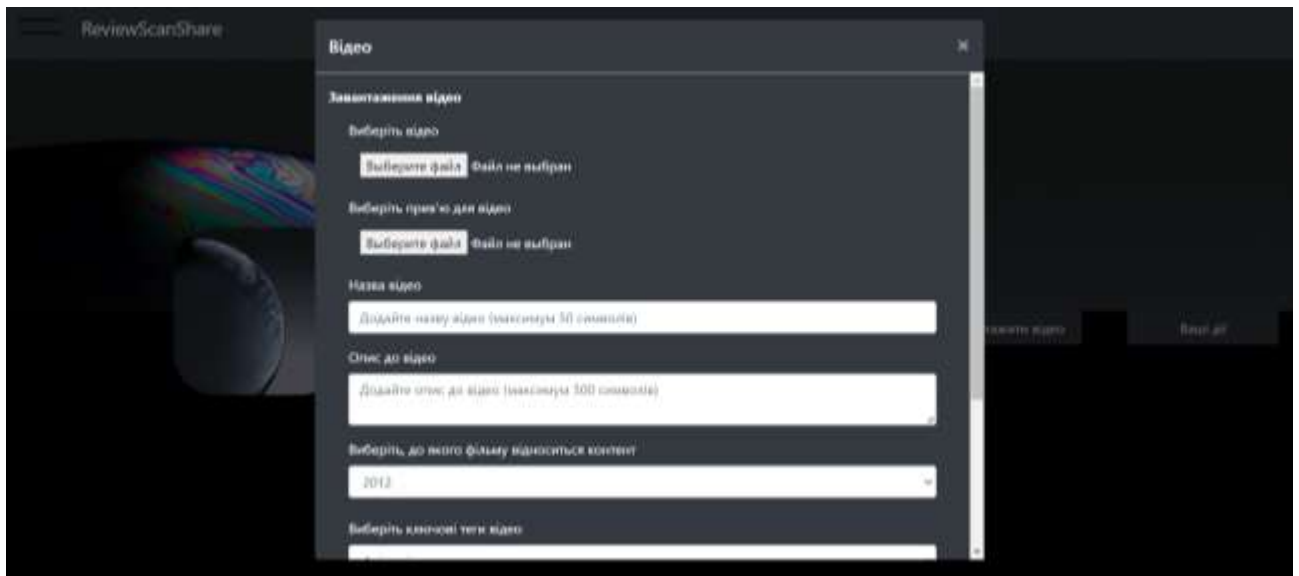 ReviewScanShare
Відео
×
Завантаження відео
Виберіть відео
Выберите файл Файл не выбран
Виберіть прев'ю для відео
Выберите файл Файл не выбран
Назва відео
Додайте назву відео (максимум 50 символів)
Опис до відео
Додайте опис до відео (максимум 500 символів)
Виберіть, до якого фільму відноситься контент
2012
Виберіть ключові теги відео
відео
Ваші дії